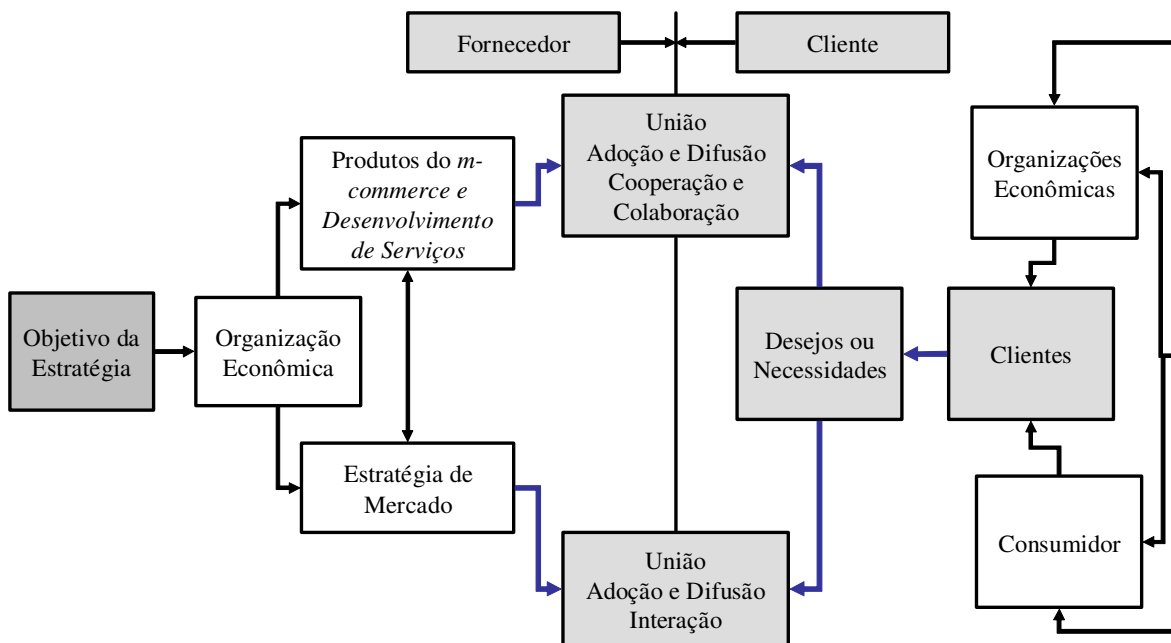 Fornecedor
Cliente
União
Adoção e Difusão
Cooperação e
Colaboração
Produtos do m-
commerce e
Desenvolvimento
de Serviços
Organizações
Econômicas
Objetivo da
Estratégia
Organização
Econômica
Desejos ou
Necessidades
Clientes
Estratégia de
Mercado
Consumidor
União
Adoção e Difusão
Interação